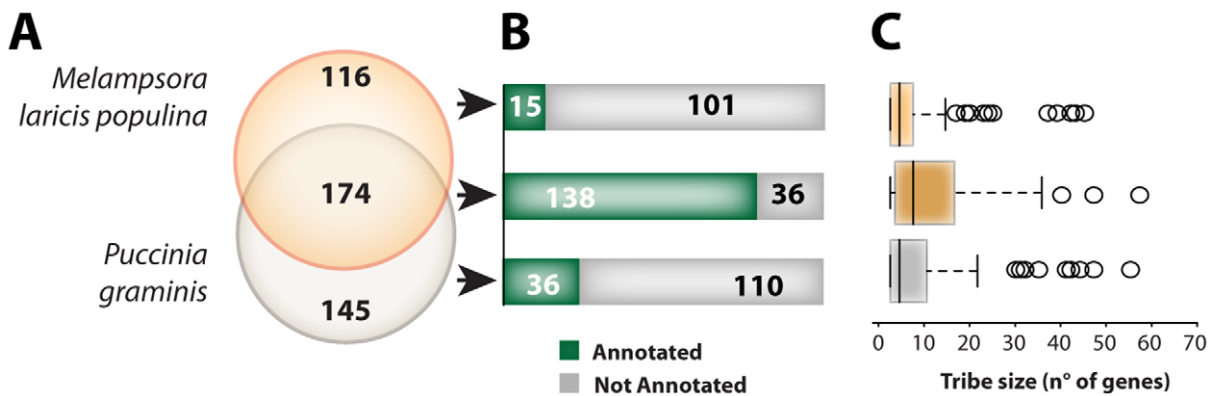 A
B
C
Melampsora
laricis populina
116
174
Puccinia
graminis
145
15 101
138 36
36 110
Annotated
Not Annotated
0 10 20 30 40 50 60 70
Tribe size (n° of genes)